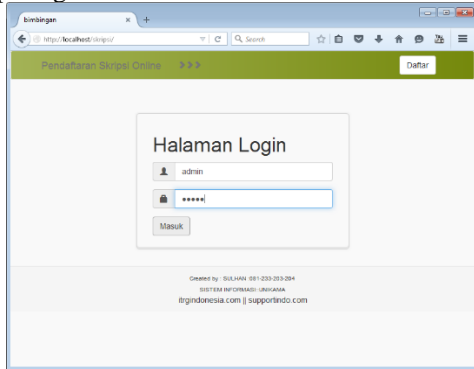 bimbingan
http://localhost/skripsi/
Search
Pendaftaran Skripsi Online >>>
Daftar
Halaman Login
admin
•••••
Masuk
Created by : SULHAN 081-233-203-204
SISTEM INFORMASI UNIKAMA
itrgindonesia.com || supportindo.com